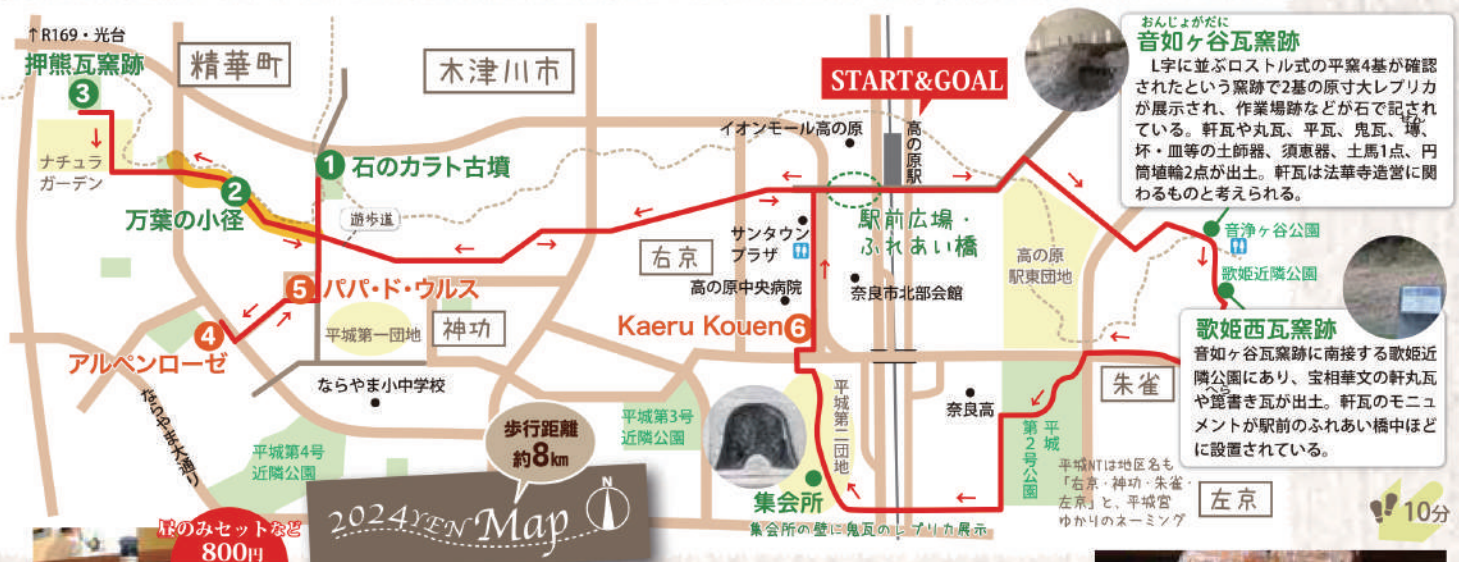 ↑R169・光台
押熊瓦窯跡
3
精華町
木津川市
START&GOAL
おんじょがだに
音如ヶ谷瓦窯跡
L字に並ぶロストル式の平窯4基が確認
されたという窯跡で2基の原寸大レプリカ
が展示され、作業場跡などが石で記され
ている。軒瓦や丸瓦、平瓦、鬼瓦、塼、
せん
坏・皿等の土師器、須恵器、土馬1点、円
筒埴輪2点が出土。軒瓦は法華寺造営に関
わるものと考えられる。
イオンモール高の原
高の原駅
ナチュラ
ガーデン
1 石のカラト古墳
2
万葉の小径
遊歩道
駅前広場・
ふれあい橋
サンタウン
プラザ
右京
高の原中央病院
奈良市北部会館
高の原
駅東団地
音浄ヶ谷公園
歌姫近隣公園
5 パパ・ド・ウルス
4
アルペンローゼ
平城第一団地
神功
Kaeru Kouen 6
歌姫西瓦窯跡
音如ヶ谷瓦窯跡に南接する歌姫近
隣公園にあり、宝相華文の軒丸瓦
へら
や箆書き瓦が出土。軒瓦のモニュ
メントが駅前のふれあい橋中ほど
に設置されている。
ならやま小中学校
ならやま大通り
平城第4号
近隣公園
平城第3号
近隣公園
平城第二団地
奈良高
朱雀
平城
第2号公園
歩行距離
約8km
集会所
集会所の壁に鬼瓦のレプリカ展示
平城NTは地区名も
「右京・神功・朱雀・
左京」と、平城宮
ゆかりのネーミング
左京
10分
2024YEN Map
N
昼のみセットなど
800円